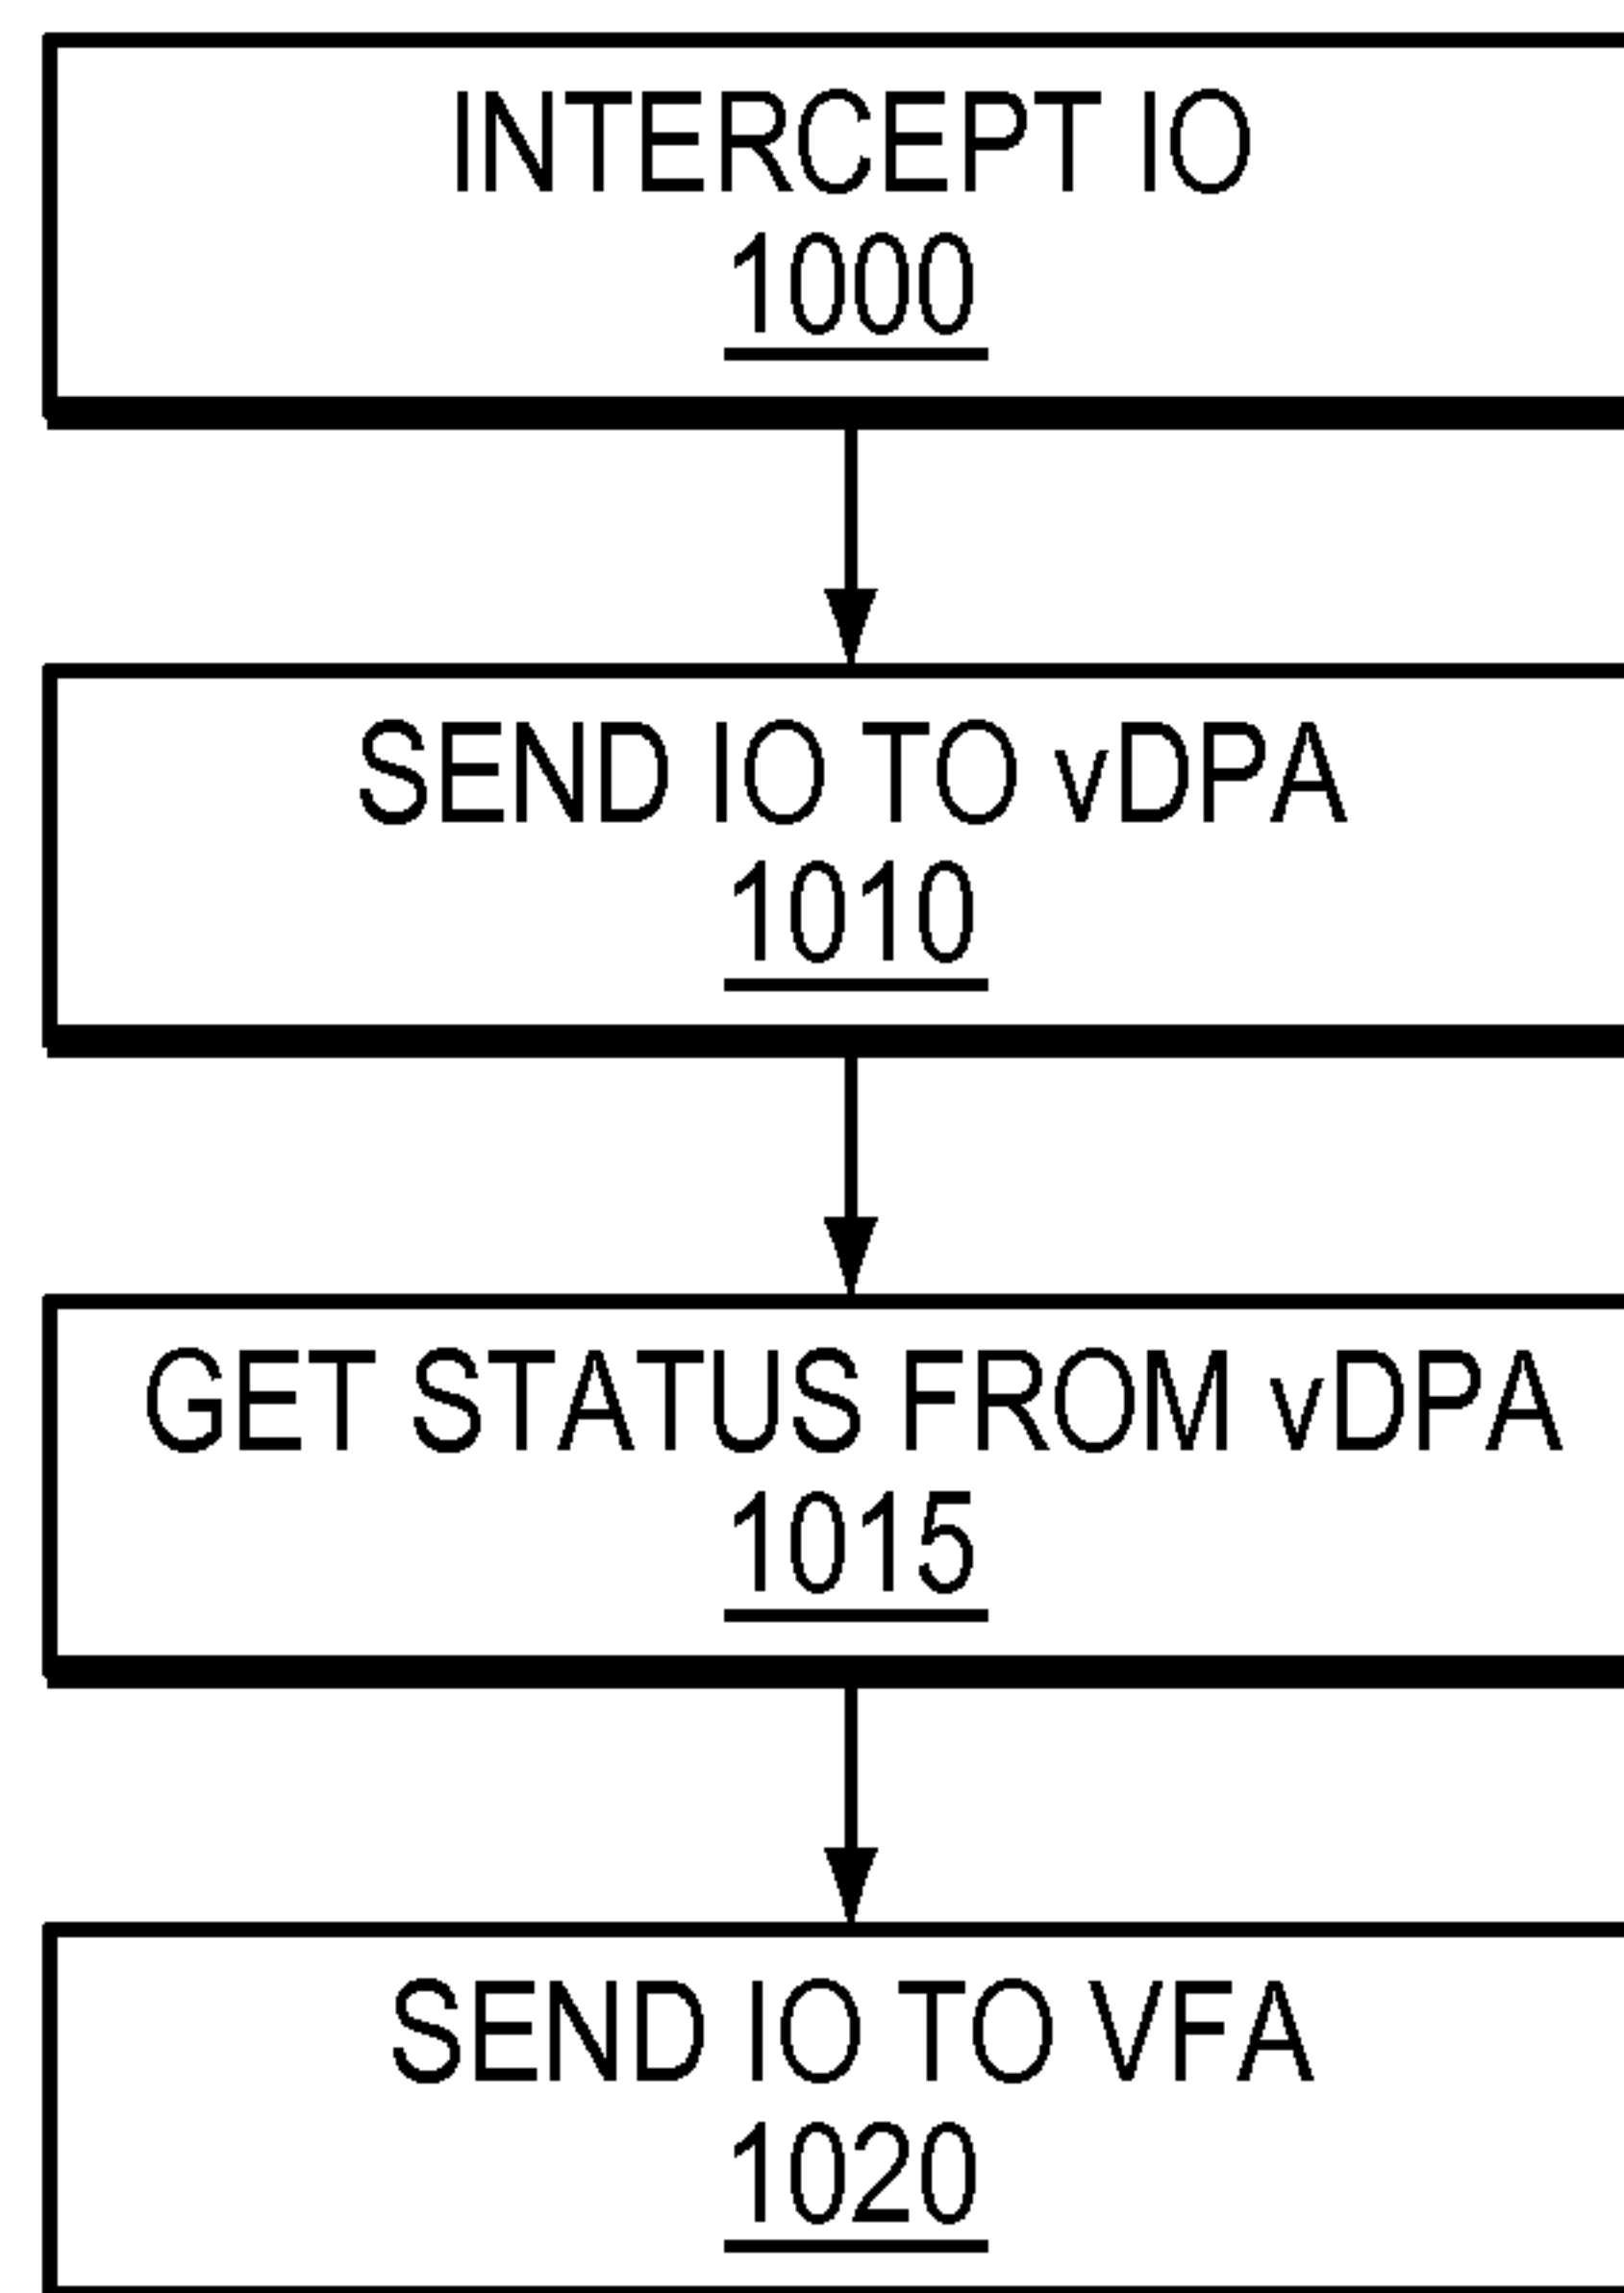 INTERCEPT IO
1000
SEND IO TO vDPA
1010
GET STATUS FROM vDPA
1015
SEND IO TO VFA
1020